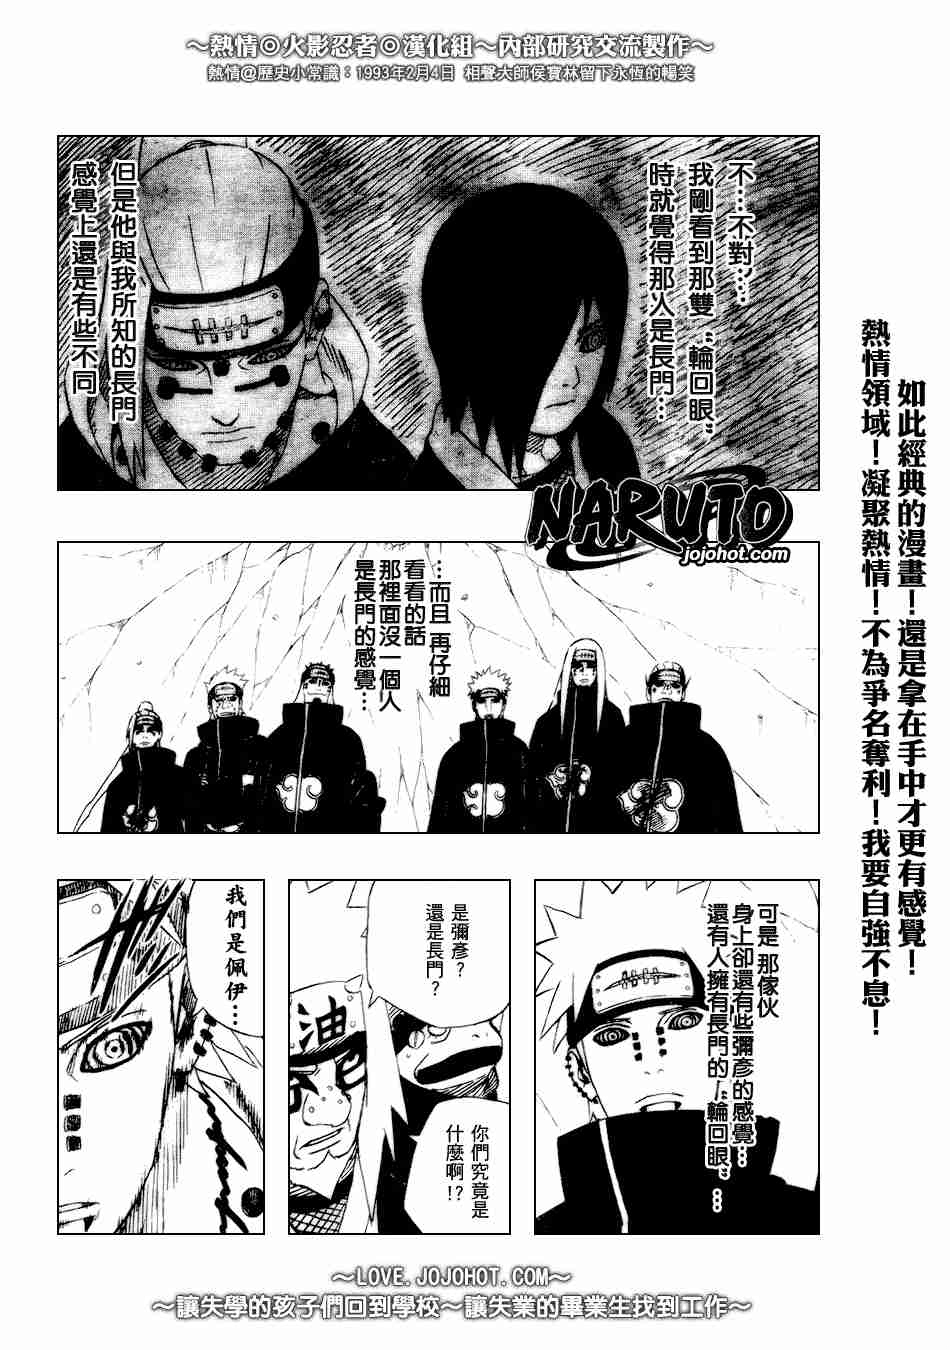 ～熱情◎火影忍者◎漢化組～內部研究交流製作～
熱情@歷史小常識：1993年2月4日 相聲大師侯寶林留下永恆的暢笑
不…不對…
我剛看到那雙“輪回眼”
時就覺得那人是長門…
但是他與我所知的長門
感覺上還是有些不同
NARUTO
jojohot.com
…而且 再仔細
看看的話
那裡面沒一個人
是長門的感覺…
可是 那傢伙
身上卻還有些彌彥的感覺…
還有人擁有長門的“輪回眼”…
是彌彥？
還是長門？
油
你們究竟是
什麼啊!?
我們是佩伊…
如此經典的漫畫！還是拿在手中才更有感覺！
熱情領域！凝聚熱情！不為爭名奪利！我要自強不息！
～LOVE.JOJOHOT.COM～
～讓失學的孩子們回到學校～讓失業的畢業生找到工作～